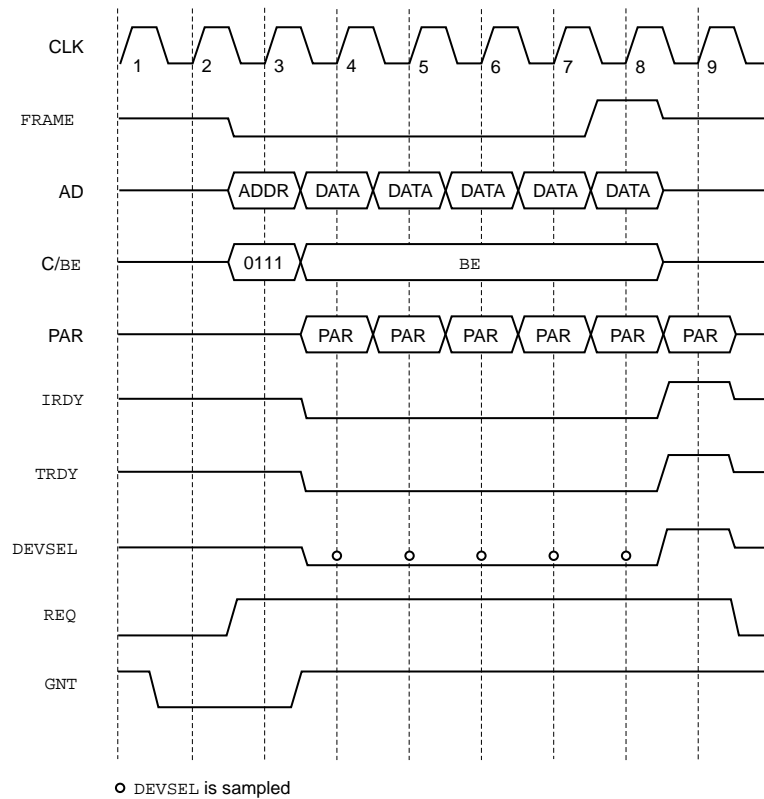 CLK
1 2 3 4 5 6 7 8 9
FRAME
AD ADDR DATA DATA DATA DATA DATA
C/BE 0111 BE
PAR PAR PAR PAR PAR PAR PAR
IRDY
TRDY
DEVSEL
REQ
GNT
DEVSEL is sampled